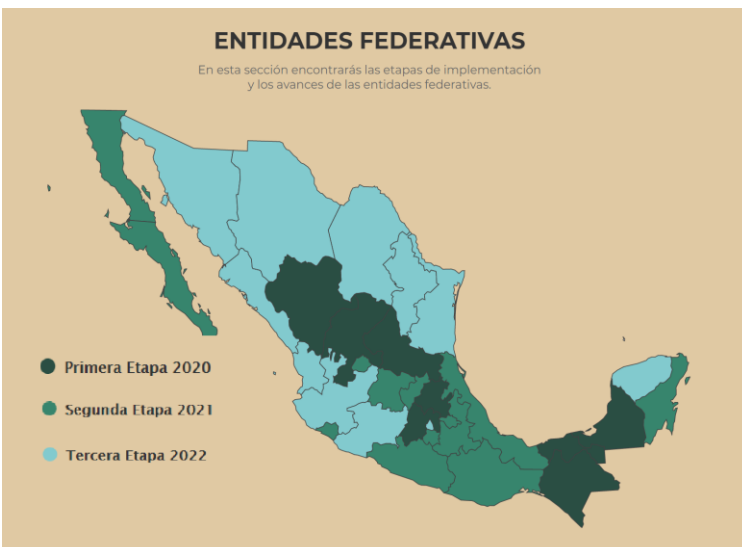 ENTIDADES FEDERATIVAS
En esta sección encontrarás las etapas de implementación
y los avances de las entidades federativas.
Primera Etapa 2020
Segunda Etapa 2021
Tercera Etapa 2022